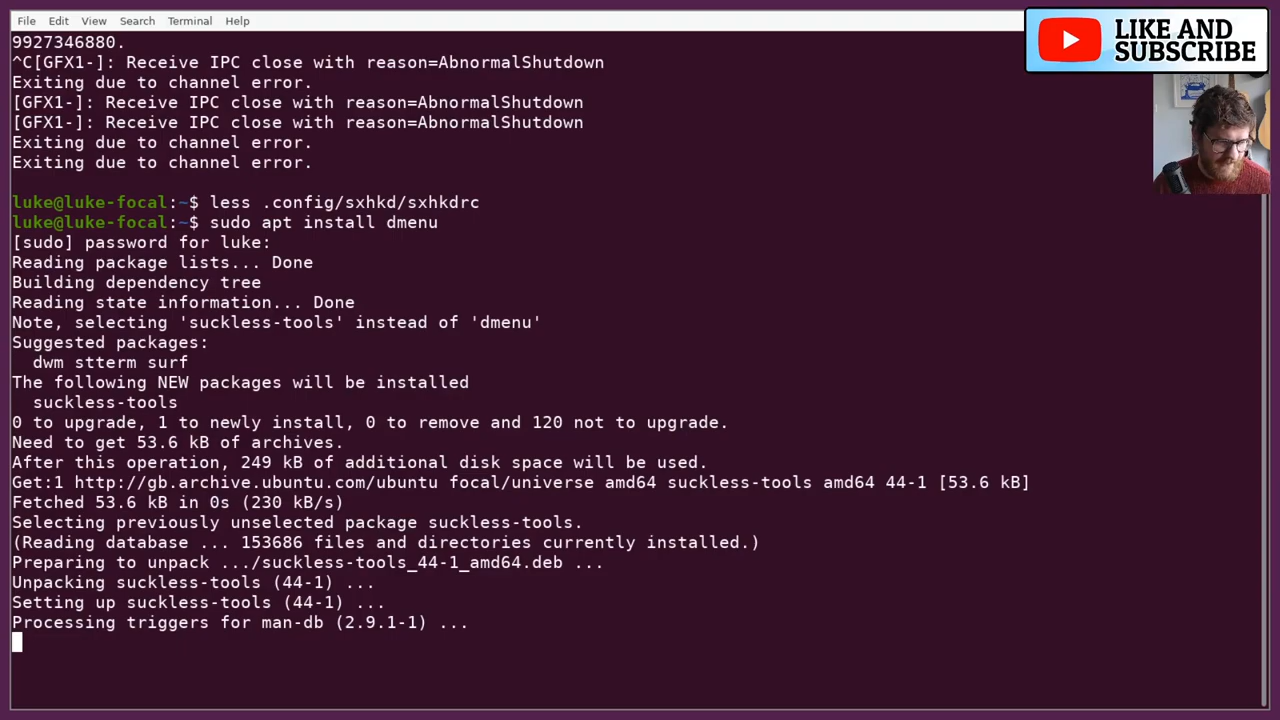 File Edit View Search Terminal Help
LIKE AND
SUBSCRIBE
9927346880.
^C[GFX1-]: Receive IPC close with reason=AbnormalShutdown
Exiting due to channel error.
[GFX1-]: Receive IPC close with reason=AbnormalShutdown
[GFX1-]: Receive IPC close with reason=AbnormalShutdown
Exiting due to channel error.
Exiting due to channel error.
luke@luke-focal:~$ less .config/sxhkd/sxhkdrc
luke@luke-focal:~$ sudo apt install dmenu
[sudo] password for luke:
Reading package lists... Done
Building dependency tree
Reading state information... Done
Note, selecting 'suckless-tools' instead of 'dmenu'
Suggested packages:
  dwm stterm surf
The following NEW packages will be installed
  suckless-tools
0 to upgrade, 1 to newly install, 0 to remove and 120 not to upgrade.
Need to get 53.6 kB of archives.
After this operation, 249 kB of additional disk space will be used.
Get:1 http://gb.archive.ubuntu.com/ubuntu focal/universe amd64 suckless-tools amd64 44-1 [53.6 kB]
Fetched 53.6 kB in 0s (230 kB/s)
Selecting previously unselected package suckless-tools.
(Reading database ... 153686 files and directories currently installed.)
Preparing to unpack .../suckless-tools_44-1_amd64.deb ...
Unpacking suckless-tools (44-1) ...
Setting up suckless-tools (44-1) ...
Processing triggers for man-db (2.9.1-1) ...